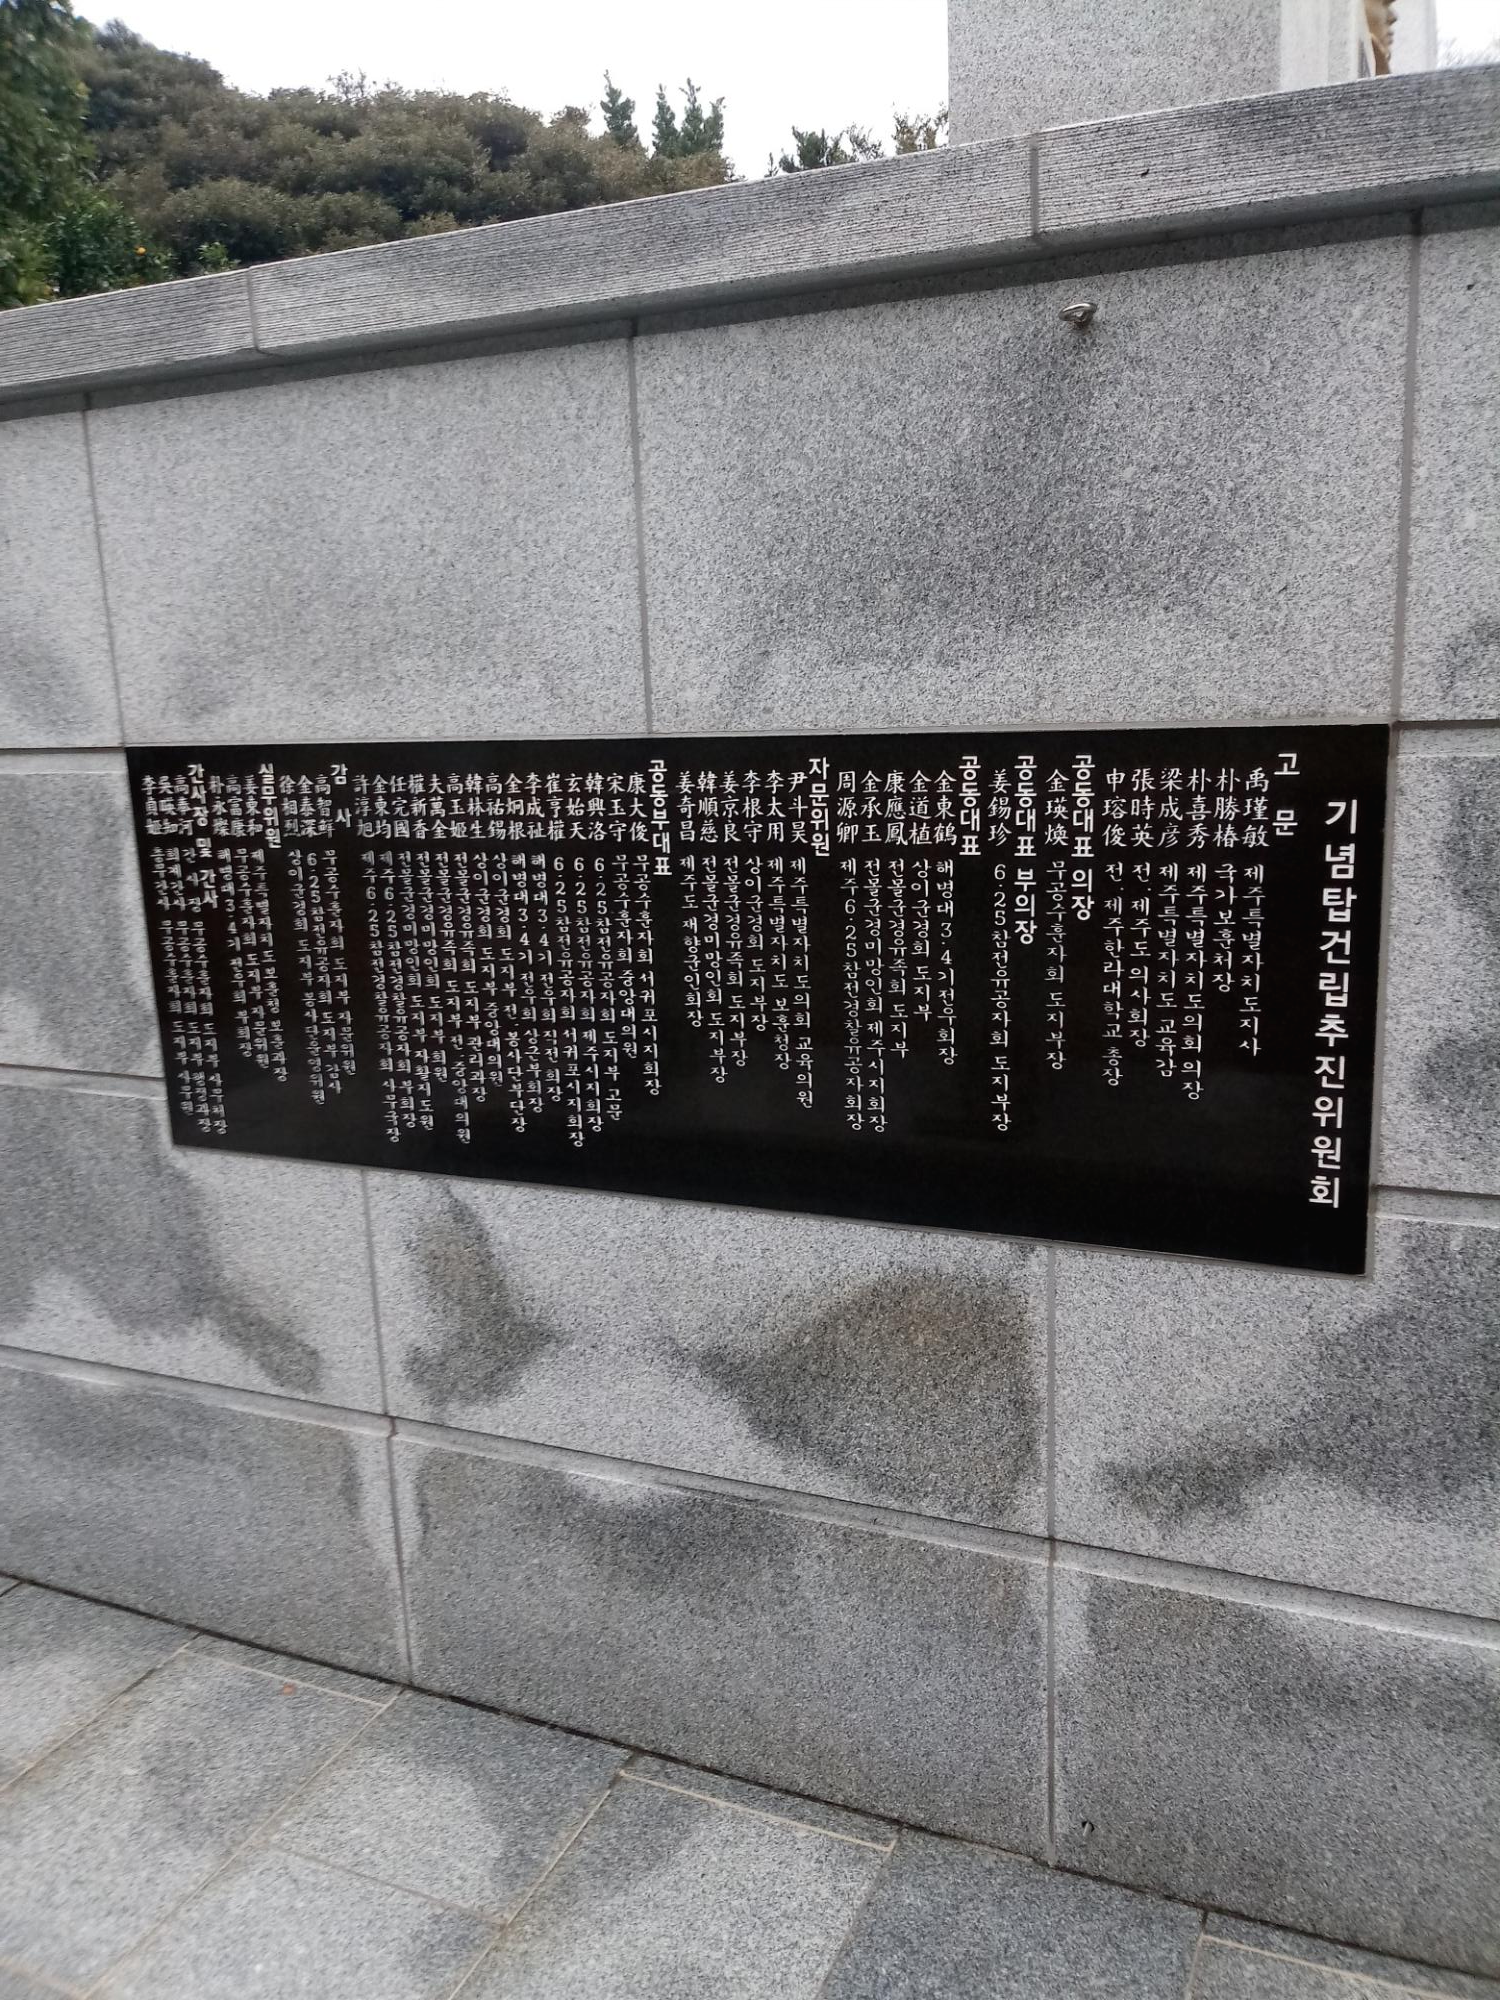 기념탑건립추진위원회
고 문
禹瑾敏 제주특별자치도지사
朴勝椿 국가보훈처장
朴喜秀 제주특별자치도의회 의장
梁成彦 제주특별자치도 교육감
張時英 전. 제주도 의사회장
申瑢俊 전. 제주한라대학교 총장
공동대표 의장
金瑛煥 무공수훈자회 도지부장
공동대표 부의장
姜錫珍 6·25참전유공자회 도지부장
공동대표
金東鶴 해병대3·4기전우회장
金道植 상이군경회 도지부
康應鳳 전몰군경유족회 도지부
金承玉 전몰군경미망인회 제주시지회장
周源卿 제주6·25참전경찰유공자회장
자문위원
尹斗昊 제주특별자치도의회 교육의원
李太用 제주특별자치도 보훈청장
李根守 상이군경회 도지부장
姜京良 전몰군경유족회 도지부장
韓順慈 전몰군경미망인회 도지부장
姜奇昌 제주도 재향군인회장
공동부대표
康大俊 무공수훈자회 서귀포시지회장
宋玉守 무공수훈자회 중앙대의원
韓興洛 6·25참전유공자회 도지부 고문
玄始天 6·25참전유공자회 제주시지회장
崔亨權 6·25참전유공자회 서귀포시지회장
李成祉 해병대3·4기 전우회 직전회장
金炯根 해병대3·4기전우회 상근부회장
高祐錫 상이군경회 도지부 전. 봉사단부단장
韓林生 상이군경회 도지부 중앙대의원
高玉姬 전몰군경유족회 도지부 관리과장
夫萬金 전몰군경유족회 도지부 전. 중앙대의원
權新香 전몰군경미망인회 도지부 자활지도원
任完國 전몰군경미망인회 도지부 회원
金東均 제주6·25참전경찰유공자회 부회장
許淳旭 제주6·25참전경찰유공자회 사무국장
감 사
高智鮮 무공수훈자회 도지부 자문위원
金泰深 6·25참전유공자회 도지부 감사
徐相烈 상이군경회 도지부 봉사단운영위원
실무위원
姜東和 제주특별자치도보훈청 보훈과장
高富康 무공수훈자회 도지부 자문위원
朴永燦 해병대3·4기 전우회 부회장
간사장 및 간사
高春河 간 사 장 무공수훈자회 도지부 사무처장
회계간사 무공수훈자회 도지부 행정과장
총무간사 무공수훈자회 도지부 사무원